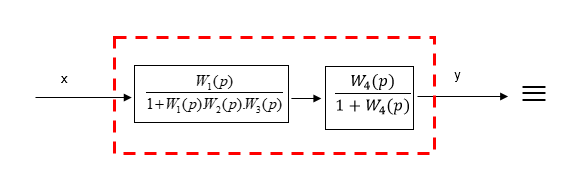 x
W₁(p)
1+W₁(p)W₂(p).W₃(p)
W₄(p)
1 + W₄(p)
y
≡